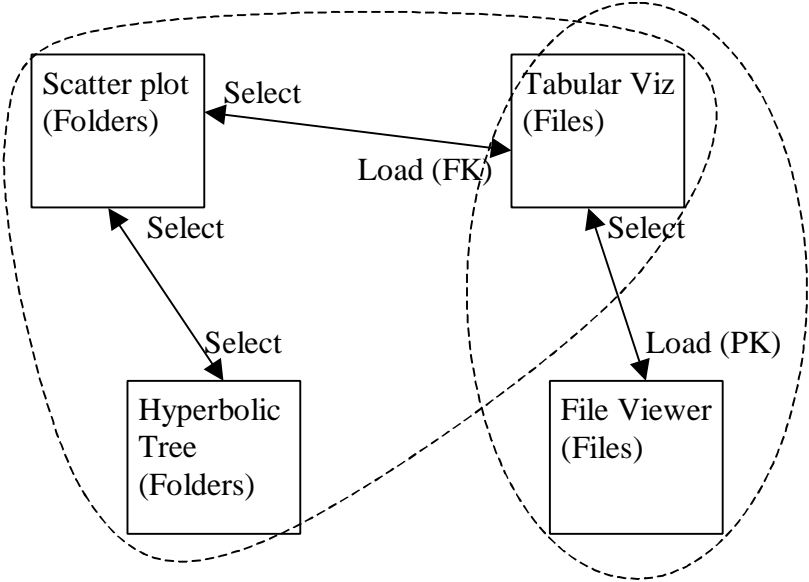 Scatter plot
(Folders)
Select
Tabular Viz
(Files)
Load (FK)
Select
Select
Select
Load (PK)
Hyperbolic
Tree
(Folders)
File Viewer
(Files)